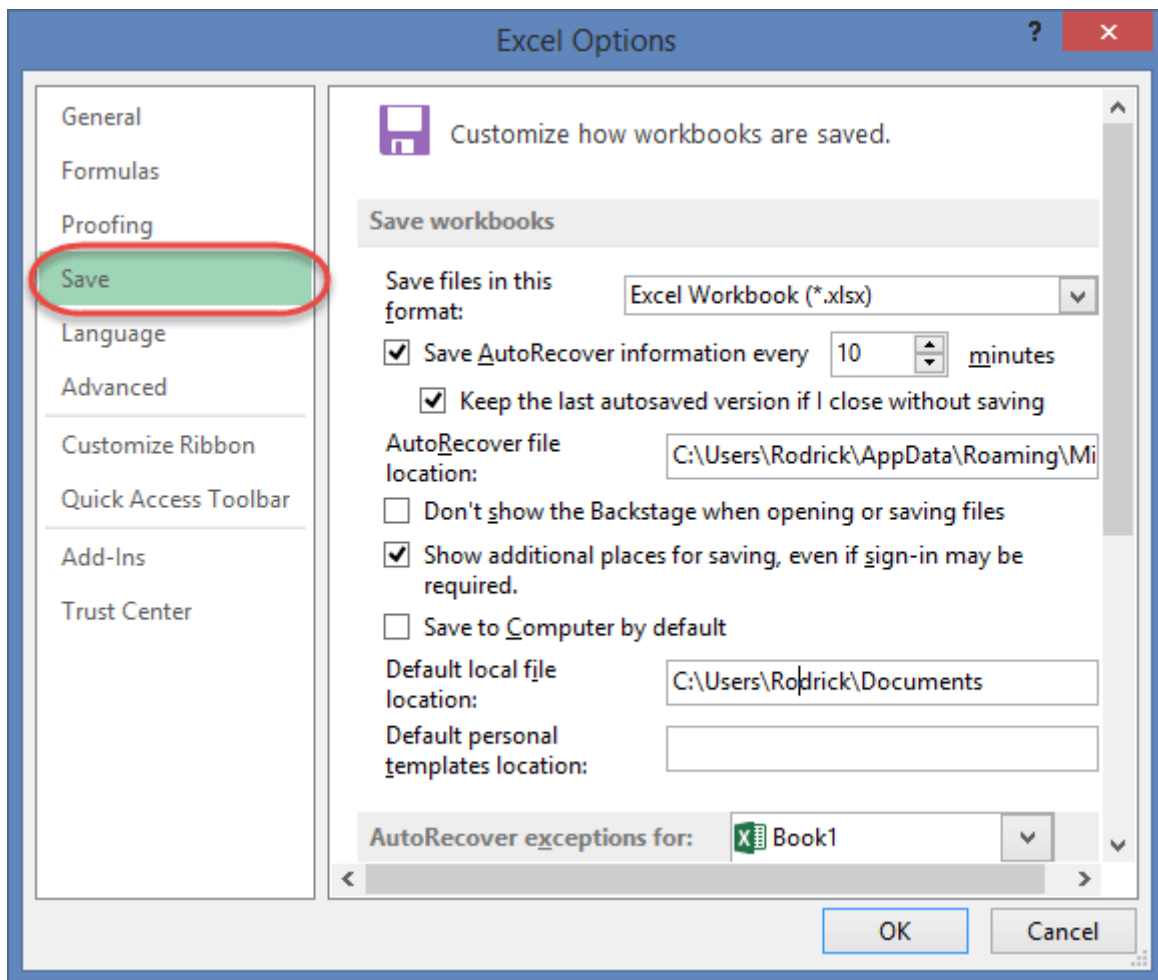 Excel Options
?
General
Formulas
Proofing
Save
Language
Advanced
Customize Ribbon
Quick Access Toolbar
Add-Ins
Trust Center
Customize how workbooks are saved.
Save workbooks
Save files in this
format:
Excel Workbook (*.xlsx)
Save AutoRecover information every 10 minutes
Keep the last autosaved version if I close without saving
AutoRecover file
location:
C:\Users\Rodrick\AppData\Roaming\Mi
Don't show the Backstage when opening or saving files
Show additional places for saving, even if sign-in may be
required.
Save to Computer by default
Default local file
location:
C:\Users\Rodrick\Documents
Default personal
templates location:
AutoRecover exceptions for: Book1
OK Cancel